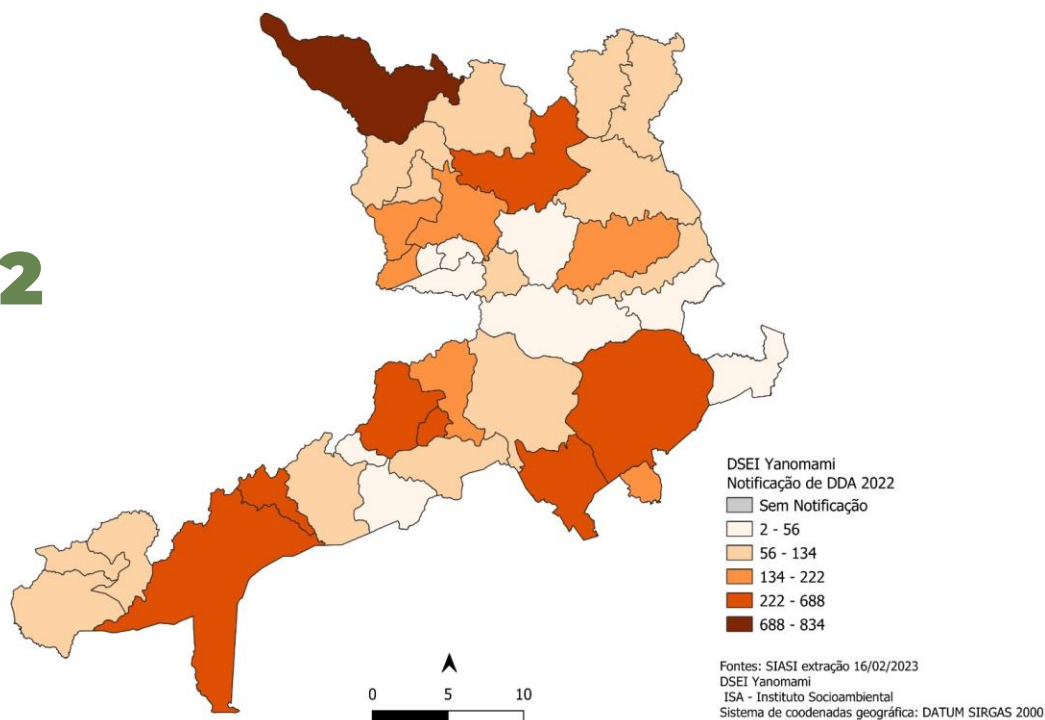 2
DSEI Yanomami
Notificação de DDA 2022
Sem Notificação
2 - 56
56 - 134
134 - 222
222 - 688
688 - 834
0 5 10
Fontes: SIASI extração 16/02/2023
DSEI Yanomami
ISA - Instituto Socioambiental
Sistema de coodenadas geográfica: DATUM SIRGAS 2000